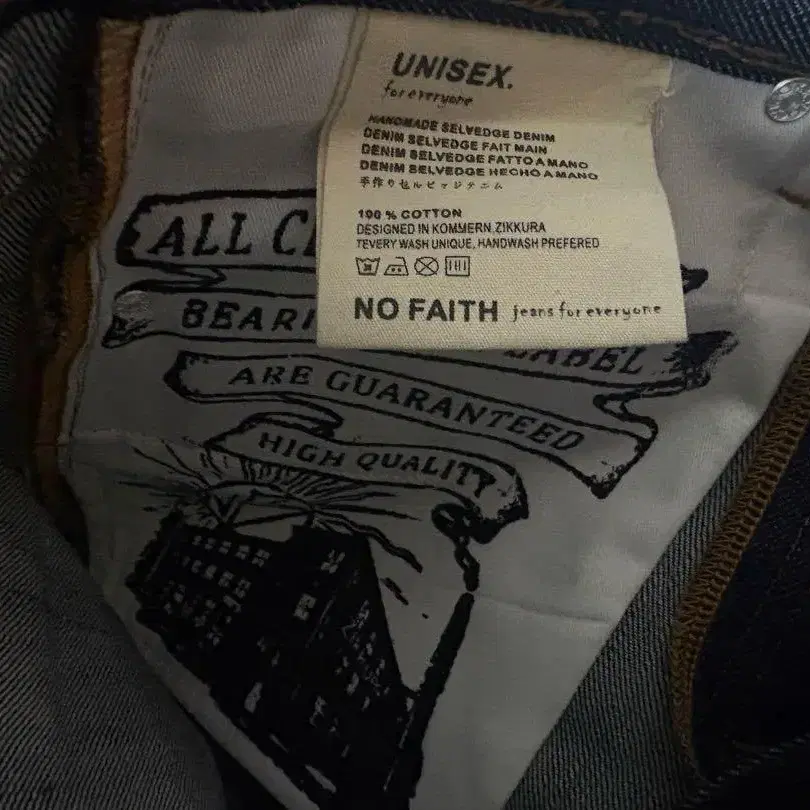 UNISEX.
for everyone
HANDMADE SELVEDGE DENIM
DENIM SELVEDGE FAIT MAIN
DENIM SELVEDGE FATTO A MANO
DENIM SELVEDGE HECHO A MANO
手作りセルビッジデニム
100 % COTTON
DESIGNED IN KOMMERN, ZIKKURA
TEVERY WASH UNIQUE, HANDWASH PREFERED
NO FAITH jeans for everyone
ALL
LABEL
ARE GUARANTEED
HIGH QUALITY